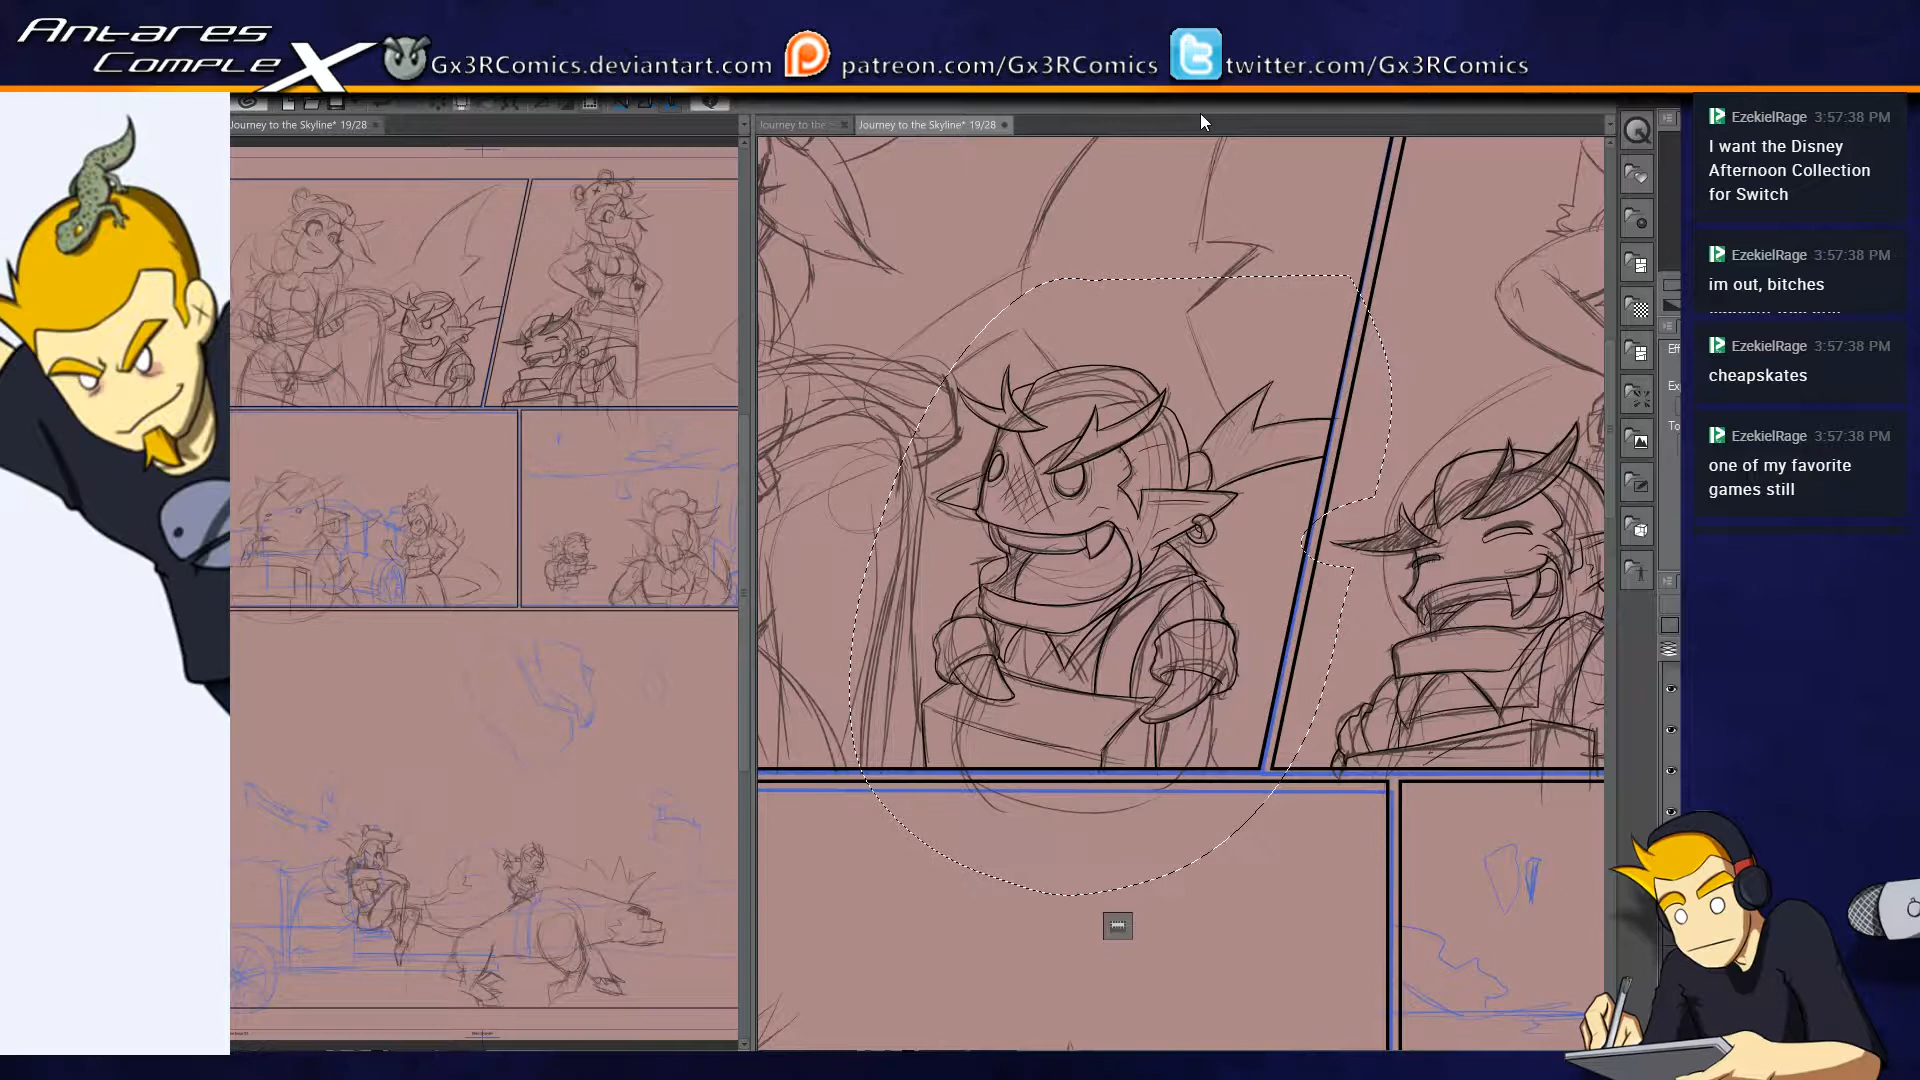 Antares
Complex
Gx3RComics.deviantart.com
patreon.com/Gx3RComics
twitter.com/Gx3RComics
Journey to the Skyline* 19/28
Journey to the
Journey to the Skyline* 19/28
EzekielRage 3:57:38 PM
I want the Disney
Afternoon Collection
for Switch
EzekielRage 3:57:38 PM
im out, bitches
EzekielRage 3:57:38 PM
cheapskates
EzekielRage 3:57:38 PM
one of my favorite
games still
Eff
Ex
To